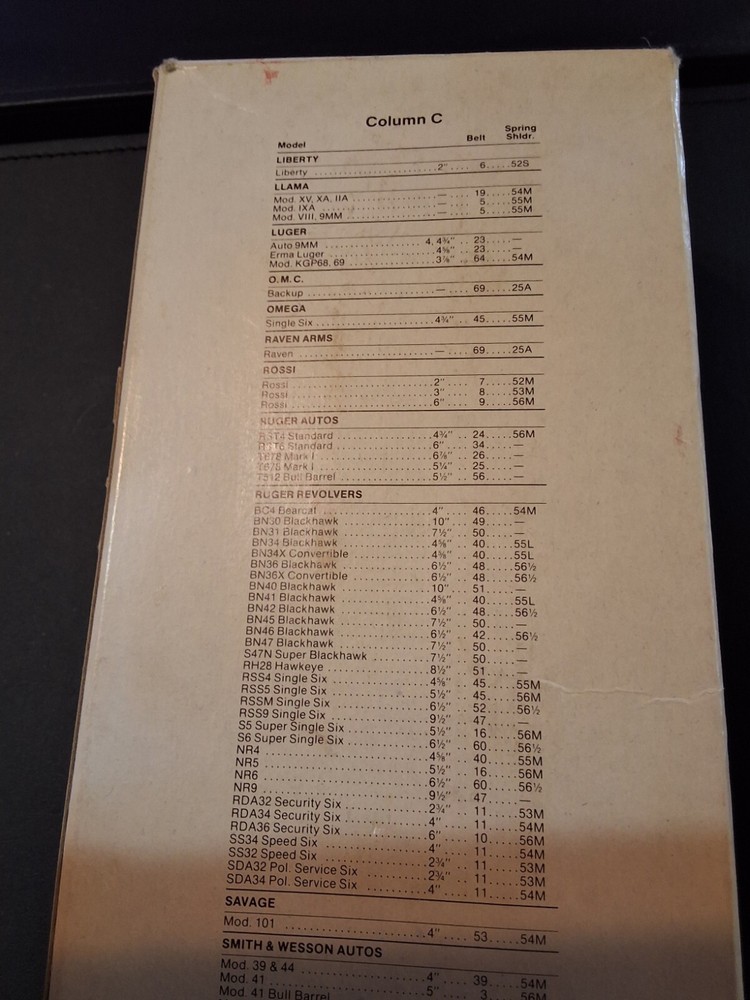 Column C
Model Belt Spring Shldr.
LIBERTY
Liberty ..... 2" .... 6 ..... 52S
LLAMA
Mod. XV, XA, IIA ..... — .... 19 ..... 54M
Mod. IXA ..... — .... 5 ..... 55M
Mod. VIII, 9MM ..... — .... 5 ..... 55M
LUGER
Auto 9MM ..... 4, 4¾" .. 23 ..... —
Erma Luger ..... 4⅝" .. 23 ..... —
Mod. KGP68, 69 ..... 3⅞" .. 64 ..... 54M
O.M.C.
Backup ..... — .... 69 ..... 25A
OMEGA
Single Six ..... 4¾" .. 45 ..... 55M
RAVEN ARMS
Raven ..... — .... 69 ..... 25A
ROSSI
Rossi ..... 2" .... 7 ..... 52M
Rossi ..... 3" .... 8 ..... 53M
Rossi ..... 6" .... 9 ..... 56M
RUGER AUTOS
RST4 Standard ..... 4¾" .. 24 ..... 56M
RST6 Standard ..... 6" .... 34 ..... —
T678 Mark I ..... 6⅞" .. 26 ..... —
T675 Mark I ..... 5¼" .. 25 ..... —
T512 Bull Barrel ..... 5½" .. 56 ..... —
RUGER REVOLVERS
BC4 Bearcat ..... 4" .... 46 ..... 54M
BN30 Blackhawk ..... 10" .. 49 ..... —
BN31 Blackhawk ..... 7½" .. 50 ..... —
BN34 Blackhawk ..... 4⅝" .. 40 ..... 55L
BN34X Convertible ..... 4⅝" .. 40 ..... 55L
BN36 Blackhawk ..... 6½" .. 48 ..... 56½
BN36X Convertible ..... 6½" .. 48 ..... 56½
BN40 Blackhawk ..... 10" .. 51 ..... —
BN41 Blackhawk ..... 4⅝" .. 40 ..... 55L
BN42 Blackhawk ..... 6½" .. 48 ..... 56½
BN45 Blackhawk ..... 7½" .. 50 ..... —
BN46 Blackhawk ..... 6½" .. 42 ..... 56½
BN47 Blackhawk ..... 7½" .. 50 ..... —
S47N Super Blackhawk ..... 7½" .. 50 ..... —
RH28 Hawkeye ..... 8½" .. 51 ..... —
RSS4 Single Six ..... 4⅝" .. 45 ..... 55M
RSS5 Single Six ..... 5½" .. 45 ..... 56M
RSSM Single Six ..... 6½" .. 52 ..... 56½
RSS9 Single Six ..... 9½" .. 47 ..... —
S5 Super Single Six ..... 5½" .. 16 ..... 56M
S6 Super Single Six ..... 6½" .. 60 ..... 56½
NR4 ..... 4⅝" .. 40 ..... 55M
NR5 ..... 5½" .. 16 ..... 56M
NR6 ..... 6½" .. 60 ..... 56½
NR9 ..... 9½" .. 47 ..... —
RDA32 Security Six ..... 2¾" .. 11 ..... 53M
RDA34 Security Six ..... 4" .... 11 ..... 54M
RDA36 Security Six ..... 6" .... 10 ..... 56M
SS34 Speed Six ..... 4" .... 11 ..... 54M
SS32 Speed Six ..... 2¾" .. 11 ..... 53M
SDA32 Pol. Service Six ..... 2¾" .. 11 ..... 53M
SDA34 Pol. Service Six ..... 4" .... 11 ..... 54M
SAVAGE
Mod. 101 ..... 4" .... 53 ..... 54M
SMITH & WESSON AUTOS
Mod. 39 & 44 ..... 4" .... 39 ..... 54M
Mod. 41 ..... 5" .... 3 ..... 56M
Mod. 41 Bull Barrel